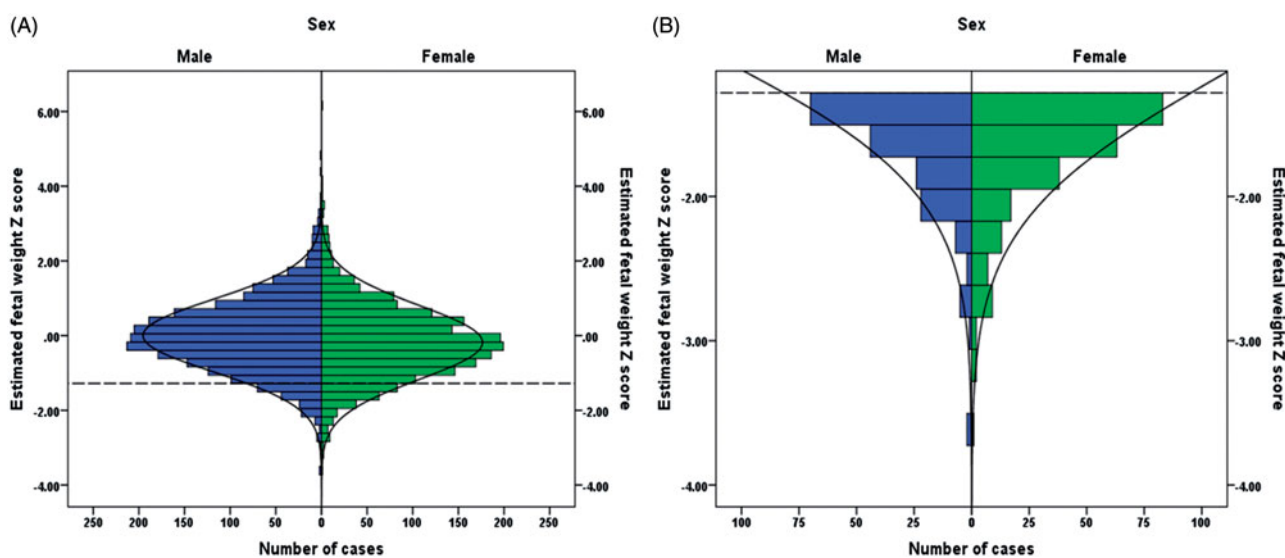 (A)
Sex
Male Female
6.00 6.00
4.00 4.00
2.00 2.00
.00 .00
-2.00 -2.00
-4.00 -4.00
Estimated fetal weight Z score
Estimated fetal weight Z score
250 200 150 100 50 0 50 100 150 200 250
Number of cases
(B)
Sex
Male Female
-2.00 -2.00
-3.00 -3.00
-4.00 -4.00
Estimated fetal weight Z score
Estimated fetal weight Z score
100 75 50 25 0 25 50 75 100
Number of cases